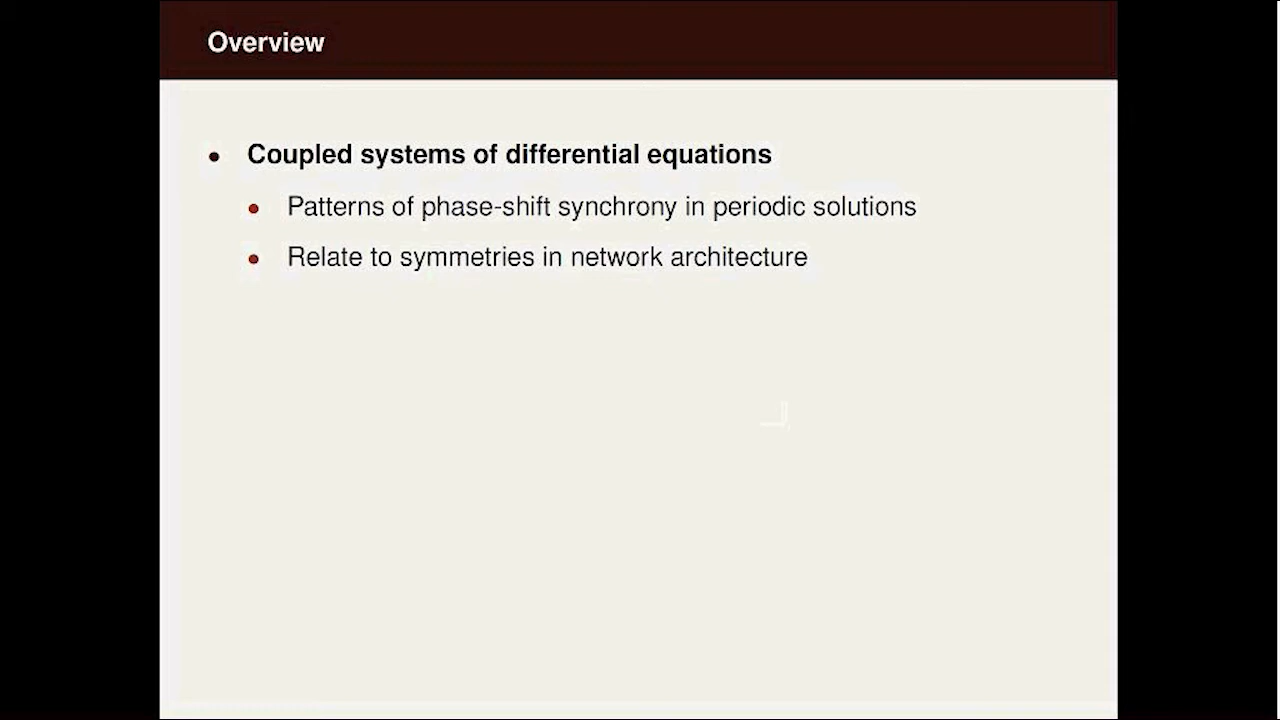 Overview
• Coupled systems of differential equations
• Patterns of phase-shift synchrony in periodic solutions
• Relate to symmetries in network architecture